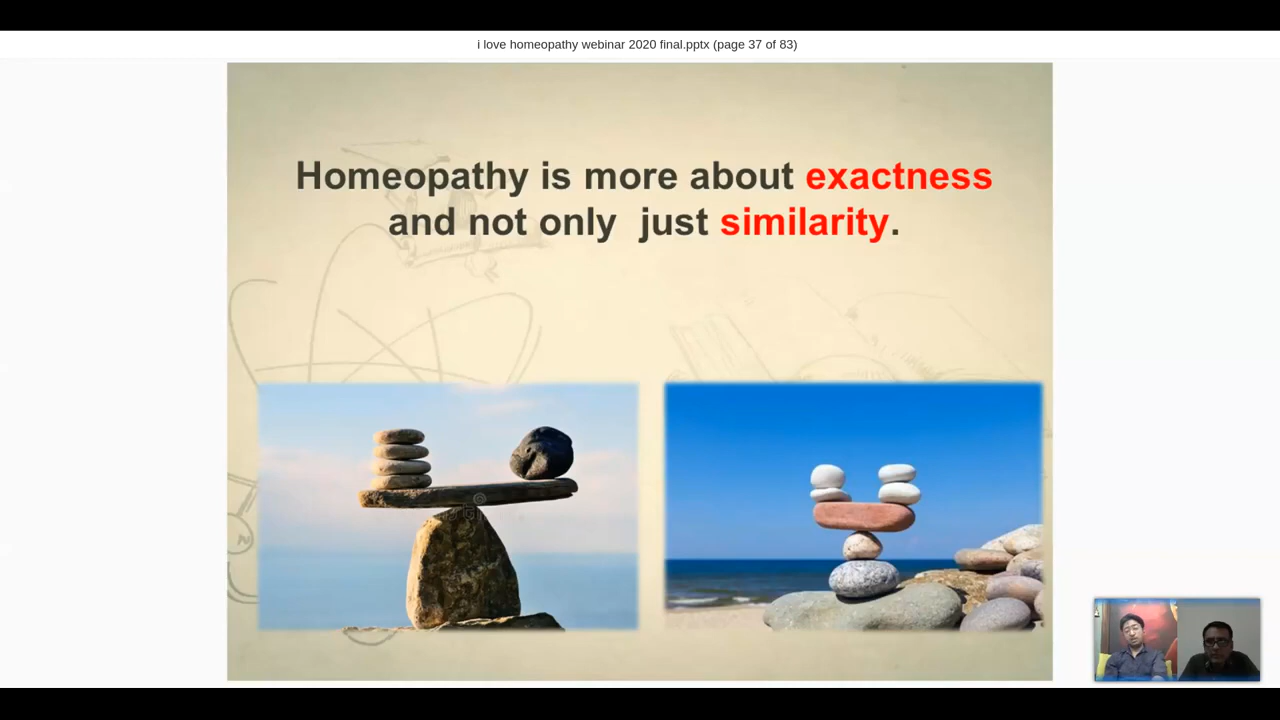 i love homeopathy webinar 2020 final.pptx (page 37 of 83)
Homeopathy is more about exactness
and not only just similarity.